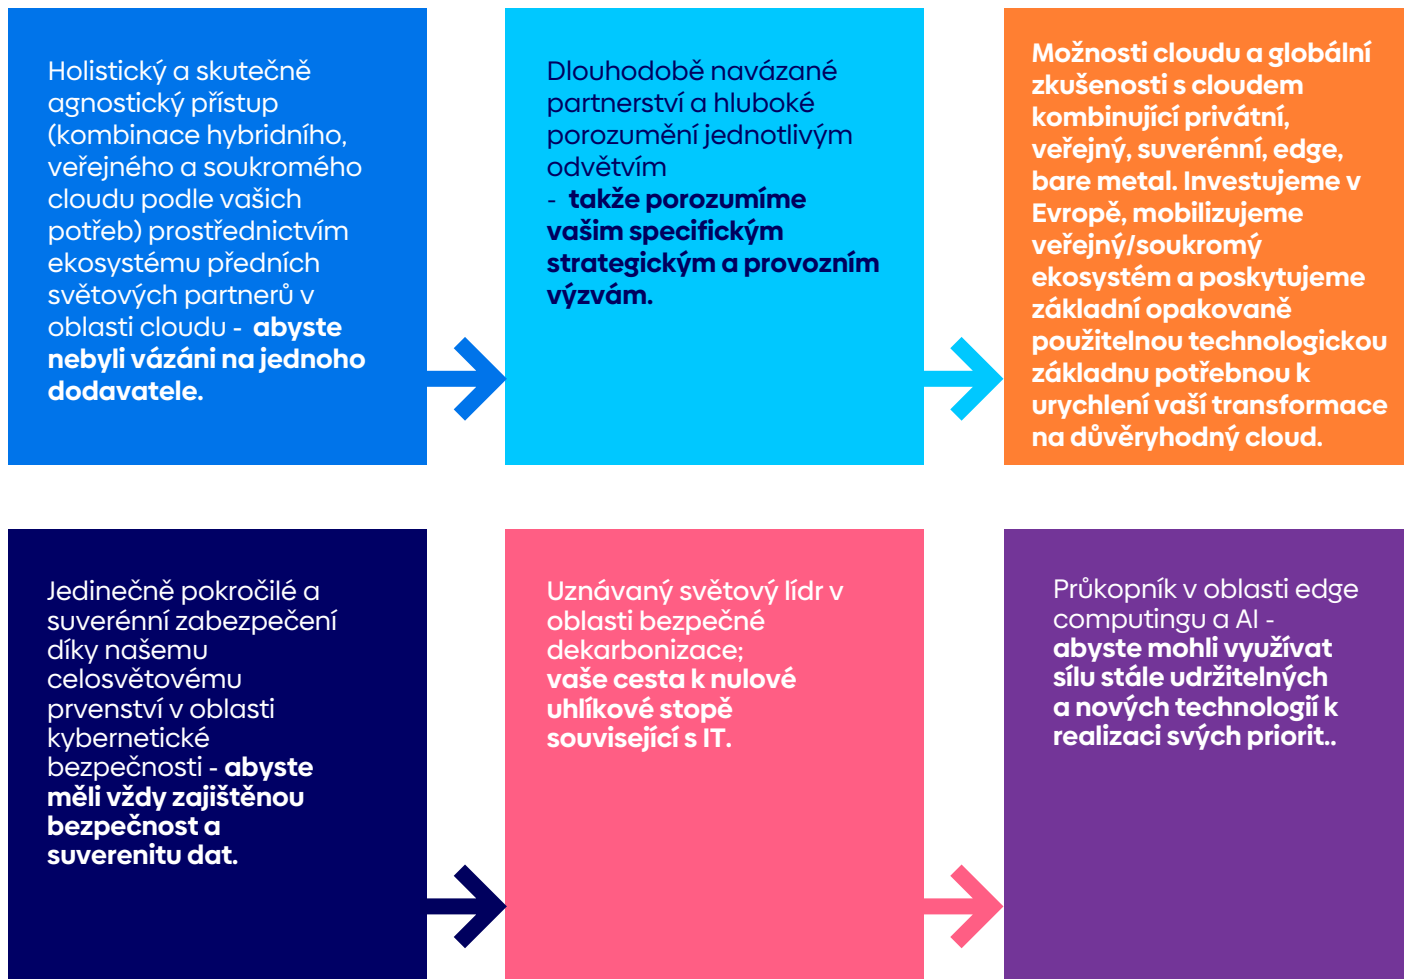 Holistický a skutečně
agnostický přístup
(kombinace hybridního,
veřejného a soukromého
cloudu podle vašich
potřeb) prostřednictvím
ekosystému předních
světových partnerů v
oblasti cloudu - abyste
nebyli vázáni na jednoho
dodavatele.
Dlouhodobě navázané
partnerství a hluboké
porozumění jednotlivým
odvětvím
- takže porozumíme
vašim specifickým
strategickým a provozním
výzvám.
Možnosti cloudu a globální
zkušenosti s cloudem
kombinující privátní,
veřejný, suverénní, edge,
bare metal. Investujeme v
Evropě, mobilizujeme
veřejný/soukromý
ekosystém a poskytujeme
základní opakovaně
použitelnou technologickou
základnu potřebnou k
urychlení vaší transformace
na důvěryhodný cloud.
Jedinečně pokročilé a
suverénní zabezpečení
díky našemu
celosvětovému
prvenství v oblasti
kybernetické
bezpečnosti - abyste
měli vždy zajištěnou
bezpečnost a
suverenitu dat.
Uznávaný světový lídr v
oblasti bezpečné
dekarbonizace;
vaše cesta k nulové
uhlíkové stopě
související s IT.
Průkopník v oblasti edge
computingu a AI -
abyste mohli využívat
sílu stále udržitelných
a nových technologií k
realizaci svých priorit..